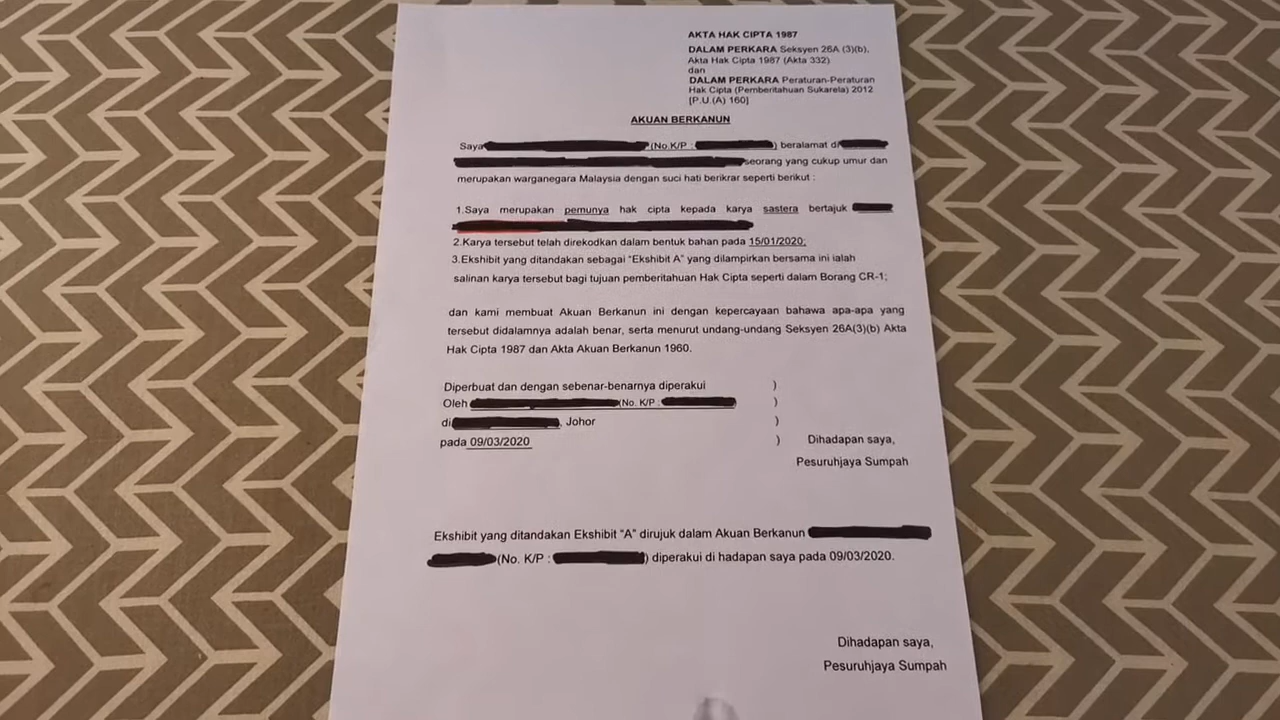 AKTA HAK CIPTA 1987
DALAM PERKARA Seksyen 26A (3)(b),
Akta Hak Cipta 1987 (Akta 332)
dan
DALAM PERKARA Peraturan-Peraturan
Hak Cipta (Pemberitahuan Sukarela) 2012
[P.U.(A) 160]
AKUAN BERKANUN
Saya (No.K/P : ) beralamat di
seorang yang cukup umur dan
merupakan warganegara Malaysia dengan suci hati berikrar seperti berikut :
1.Saya merupakan pemunya hak cipta kepada karya sastera bertajuk
2.Karya tersebut telah direkodkan dalam bentuk bahan pada 15/01/2020;
3.Ekshibit yang ditandakan sebagai "Ekshibit A" yang dilampirkan bersama ini ialah
salinan karya tersebut bagi tujuan pemberitahuan Hak Cipta seperti dalam Borang CR-1;
dan kami membuat Akuan Berkanun ini dengan kepercayaan bahawa apa-apa yang
tersebut didalamnya adalah benar, serta menurut undang-undang Seksyen 26A(3)(b) Akta
Hak Cipta 1987 dan Akta Akuan Berkanun 1960.
Diperbuat dan dengan sebenar-benarnya diperakui )
Oleh (No. K/P : )
di , Johor )
pada 09/03/2020 ) Dihadapan saya,
Pesuruhjaya Sumpah
Ekshibit yang ditandakan Ekshibit "A" dirujuk dalam Akuan Berkanun
(No. K/P : ) diperakui di hadapan saya pada 09/03/2020.
Dihadapan saya,
Pesuruhjaya Sumpah